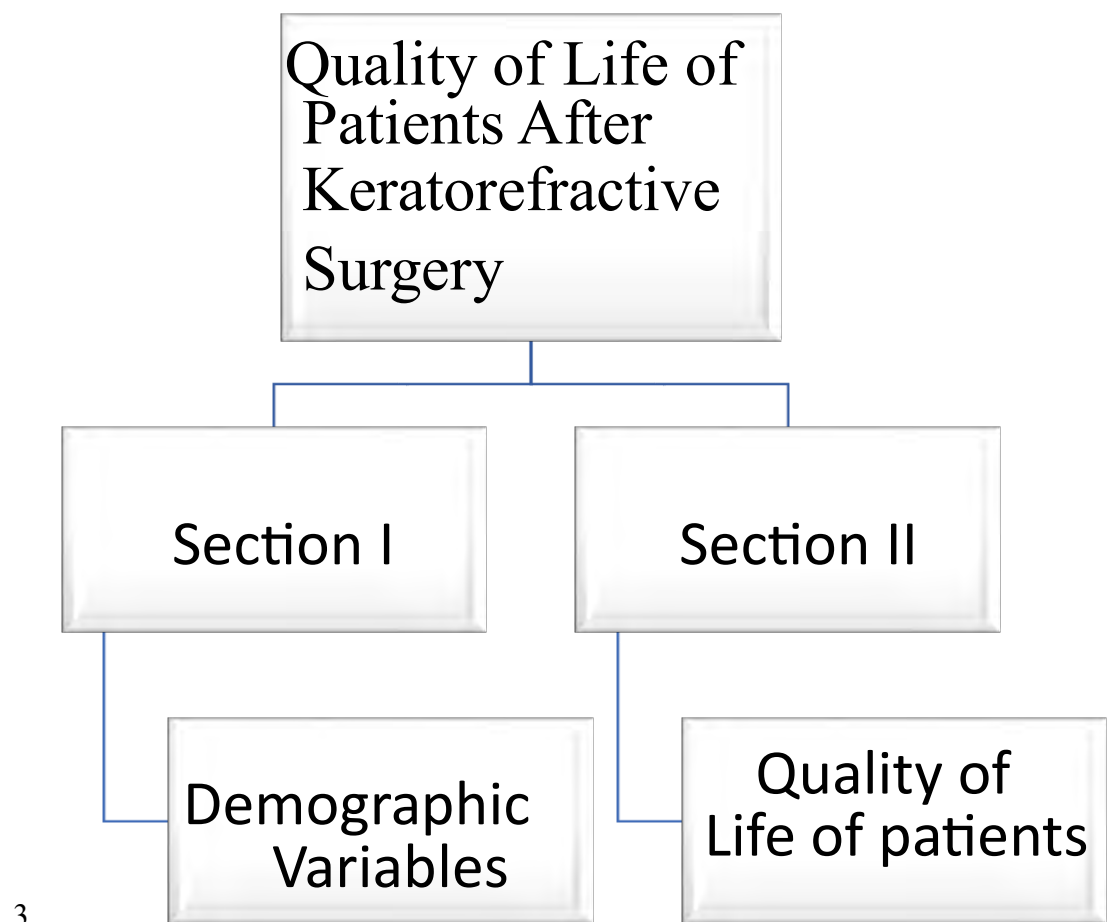 Quality of Life of
Patients After
Keratorefractive
Surgery
Section I
Section II
Demographic
Variables
Quality of
Life of patients
3